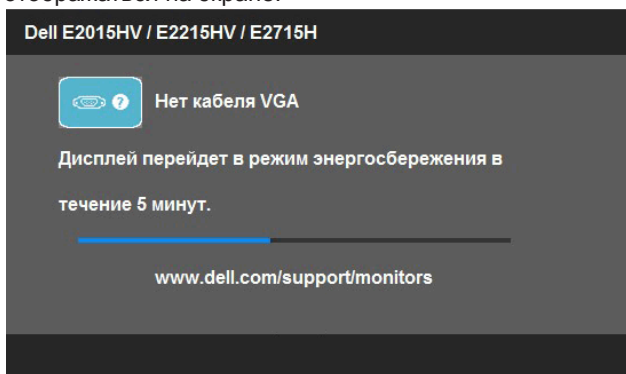 Dell E2015HV / E2215HV / E2715H
Нет кабеля VGA
Дисплей перейдет в режим энергосбережения в
течение 5 минут.
www.dell.com/support/monitors